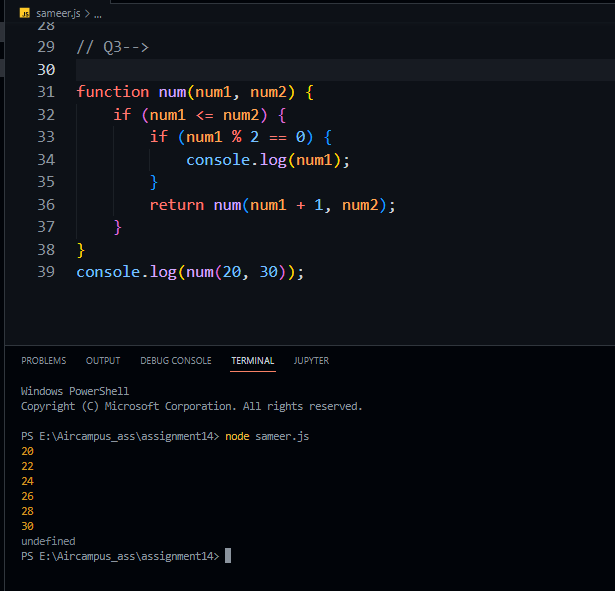 JS sameer.js > ...
28
29 // Q3-->
30
31 function num(num1, num2) {
32     if (num1 <= num2) {
33         if (num1 % 2 == 0) {
34             console.log(num1);
35         }
36         return num(num1 + 1, num2);
37     }
38 }
39 console.log(num(20, 30));
PROBLEMS OUTPUT DEBUG CONSOLE TERMINAL JUPYTER
Windows PowerShell
Copyright (C) Microsoft Corporation. All rights reserved.
PS E:\Aircampus_ass\assignment14> node sameer.js
20
22
24
26
28
30
undefined
PS E:\Aircampus_ass\assignment14>